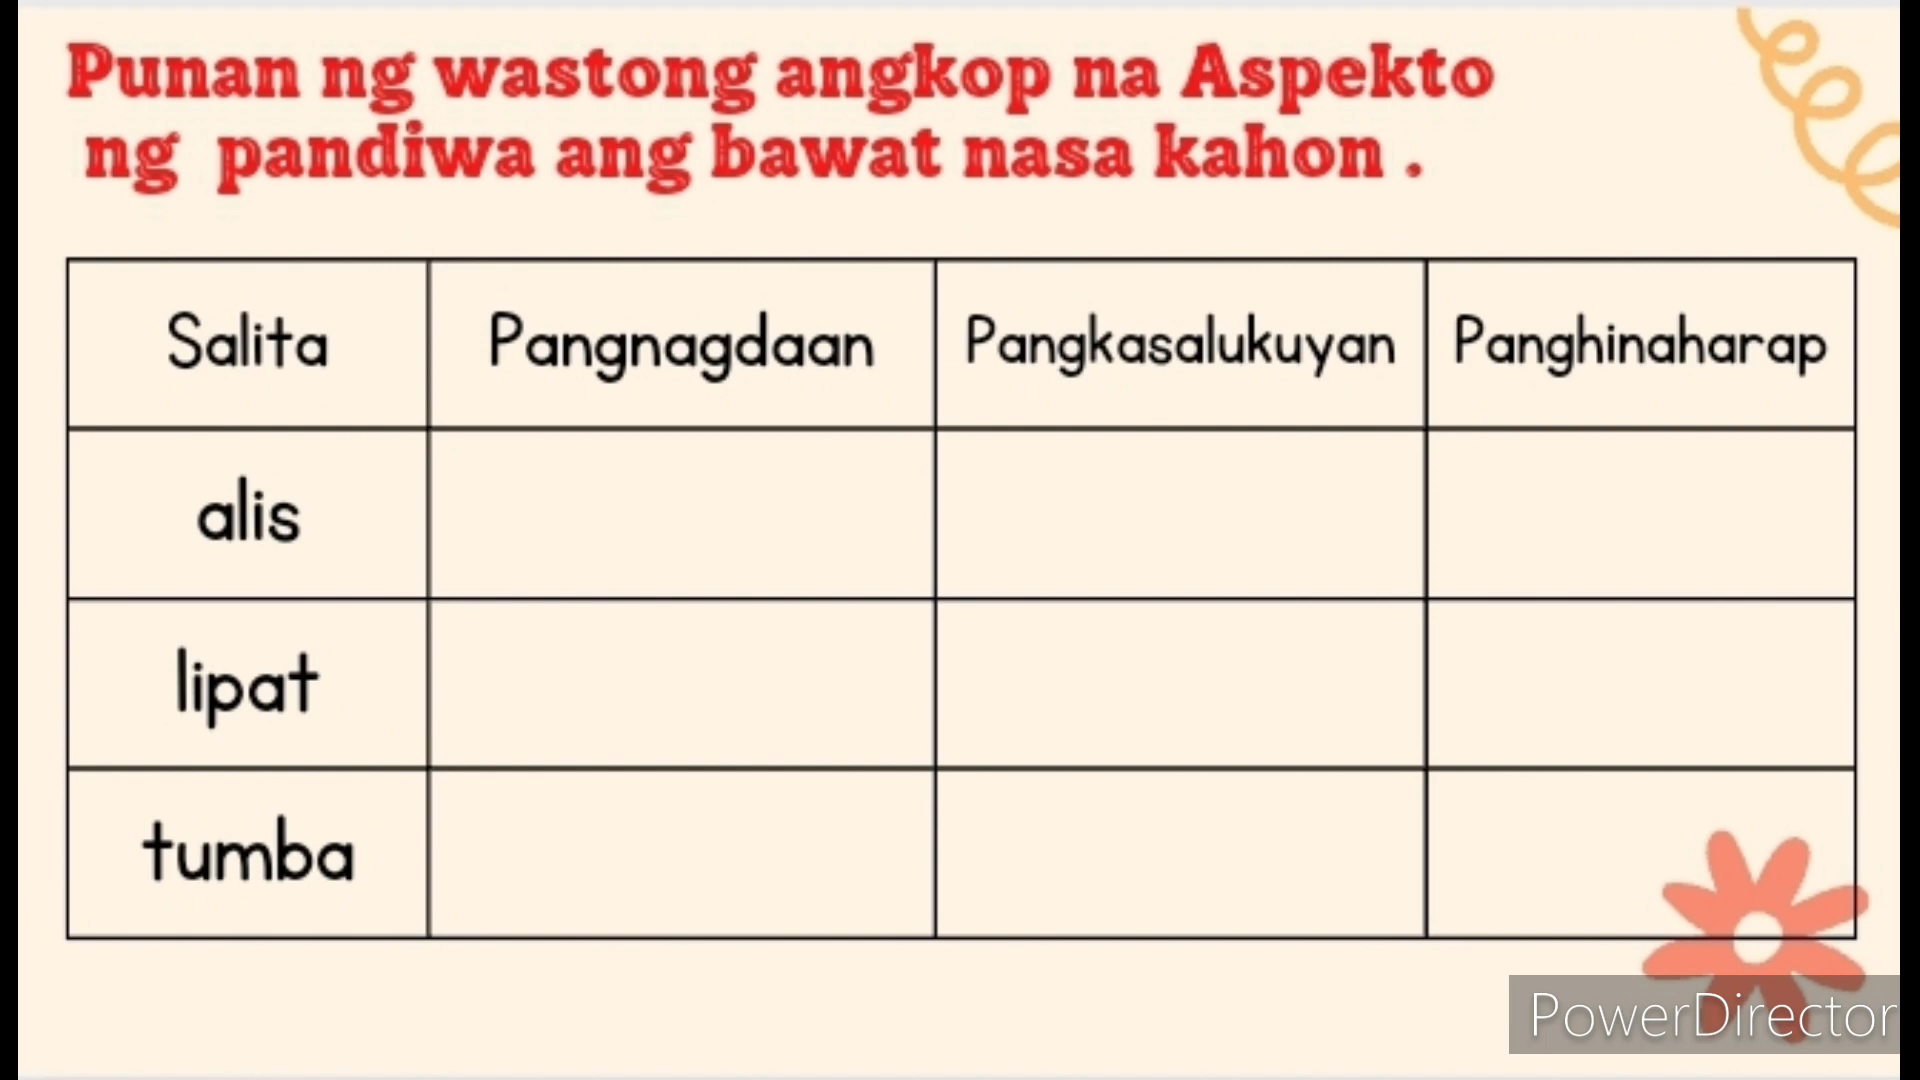 Punan ng wastong angkop na Aspekto
ng pandiwa ang bawat nasa kahon .
Salita Pangnagdaan Pangkasalukuyan Panghinaharap
alis
lipat
tumba
PowerDirector